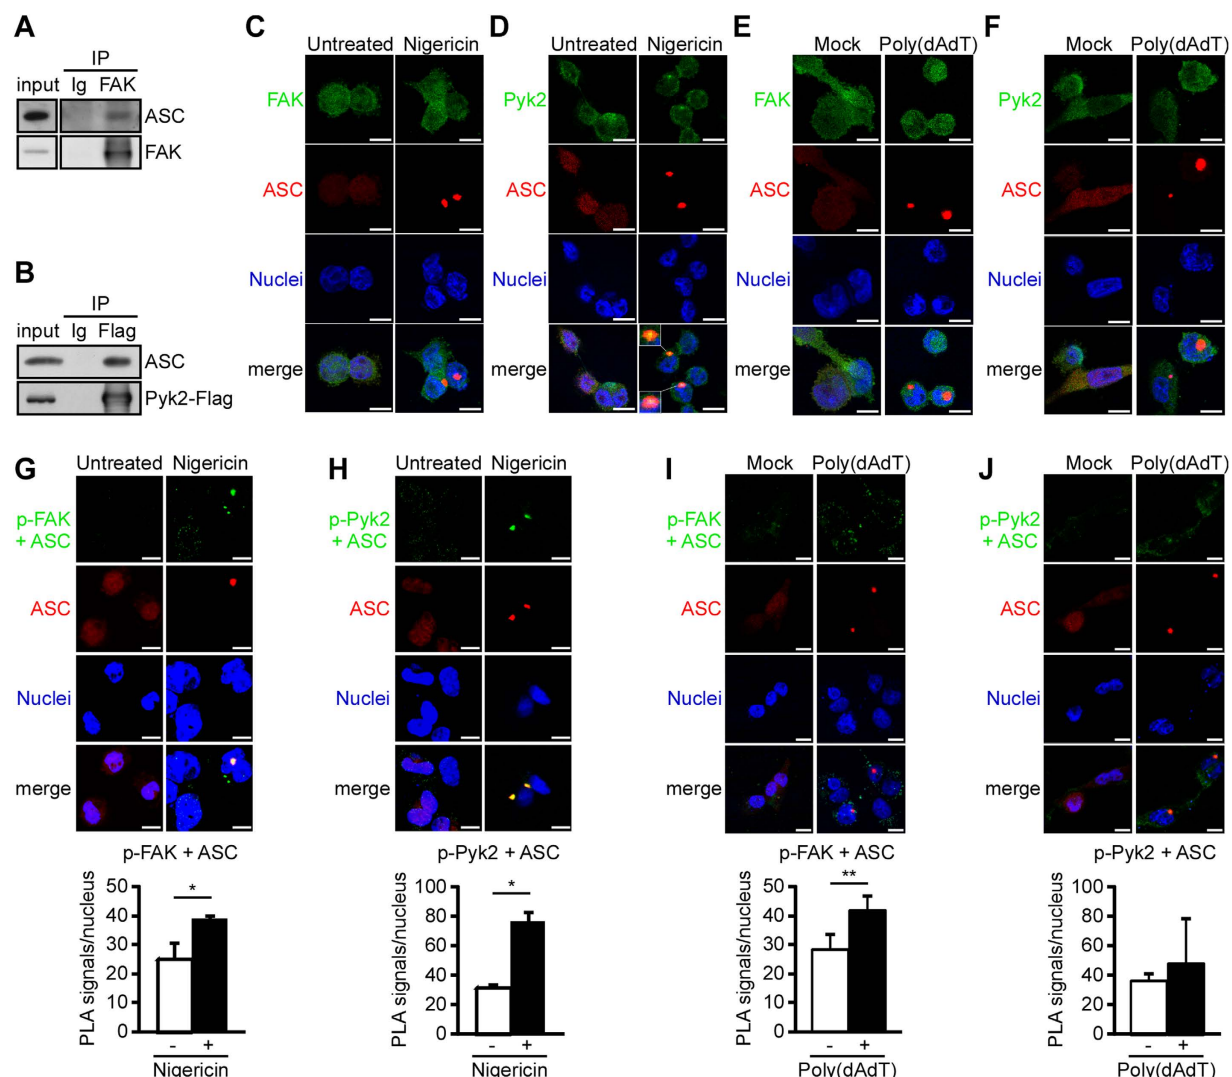 A
IP
input Ig FAK
ASC
FAK
B
IP
input Ig Flag
ASC
Pyk2-Flag
C
Untreated Nigericin
FAK
ASC
Nuclei
merge
D
Untreated Nigericin
Pyk2
ASC
Nuclei
merge
E
Mock Poly(dAdT)
FAK
ASC
Nuclei
merge
F
Mock Poly(dAdT)
Pyk2
ASC
Nuclei
merge
G
Untreated Nigericin
p-FAK
+ ASC
ASC
Nuclei
merge
p-FAK + ASC
PLA signals/nucleus
50
40
30
20
10
0
*
- +
Nigericin
H
Untreated Nigericin
p-Pyk2
+ ASC
ASC
Nuclei
merge
p-Pyk2 + ASC
PLA signals/nucleus
100
80
60
40
20
0
*
- +
Nigericin
I
Mock Poly(dAdT)
p-FAK
+ ASC
ASC
Nuclei
merge
p-FAK + ASC
PLA signals/nucleus
50
40
30
20
10
0
**
- +
Poly(dAdT)
J
Mock Poly(dAdT)
p-Pyk2
+ ASC
ASC
Nuclei
merge
p-Pyk2 + ASC
PLA signals/nucleus
100
80
60
40
20
0
- +
Poly(dAdT)